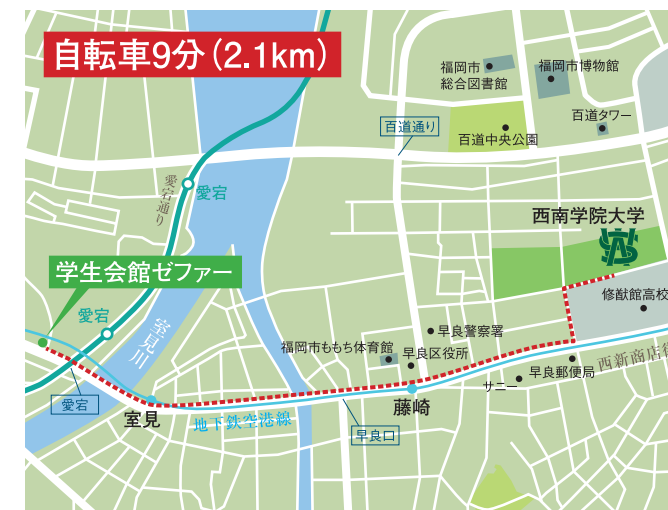 自転車9分（2.1km）
福岡市
総合図書館
福岡市博物館
百道タワー
百道通り
百道中央公園
愛宕
愛宕通り
西南学院大学
学生会館ゼファー
修猷館高校
愛宕
室見川
早良警察署
福岡市ももち体育館
早良区役所
早良郵便局
西新商店街
サニー
愛宕
室見
地下鉄空港線
藤崎
早良口